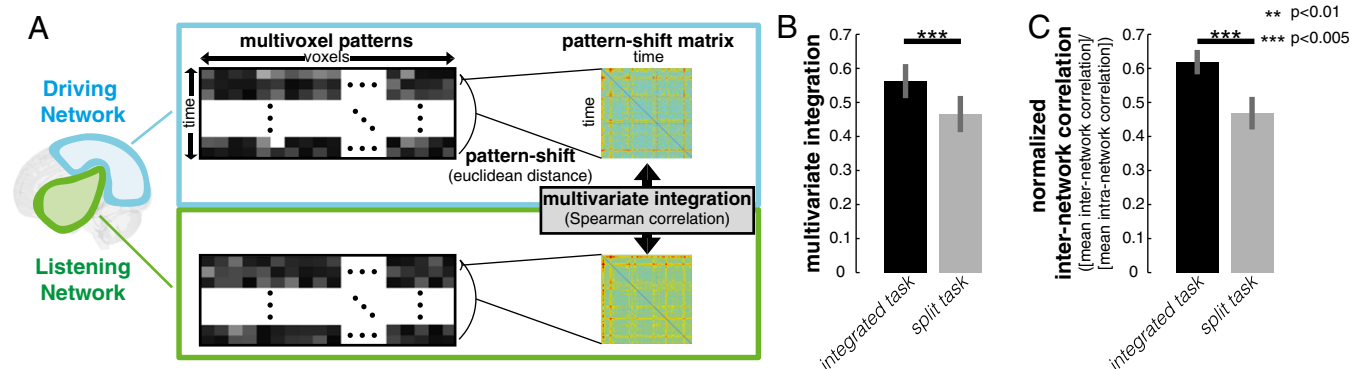 A
Driving
Network
Listening
Network
multivoxel patterns
voxels
time
pattern-shift
(euclidean distance)
pattern-shift matrix
time
time
multivariate integration
(Spearman correlation)
B
multivariate integration
0.7
0.6
0.5
0.4
0.3
0.2
0.1
0
***
integrated task
split task
C
** p<0.01
*** p<0.005
normalized
inter-network correlation
([mean inter-network correlation]/
[mean intra-network correlation])
0.7
0.6
0.5
0.4
0.3
0.2
0.1
0
***
integrated task
split task